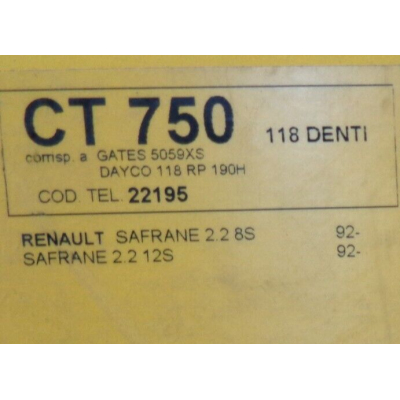 CT 750 118 DENTI
comsp. a GATES 5059XS
DAYCO 118 RP 190H
COD. TEL. 22195
RENAULT SAFRANE 2.2 8S 92-
SAFRANE 2.2 12S 92-